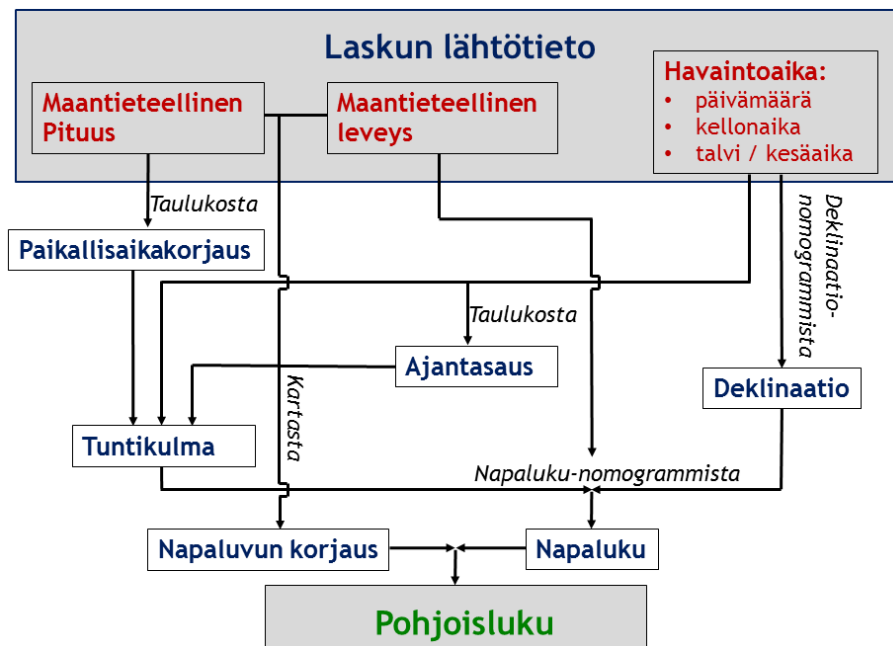 Laskun lähtötieto
Maantieteellinen
Pituus
Maantieteellinen
leveys
Havaintoaika:
• päivämäärä
• kellonaika
• talvi / kesäaika
Taulukosta
Deklinaatio-
nomogrammista
Paikallisaikakorjaus
Taulukosta
Ajantasaus
Kartasta
Deklinaatio
Tuntikulma
Napaluku-nomogrammista
Napaluvun korjaus
Napaluku
Pohjoisluku